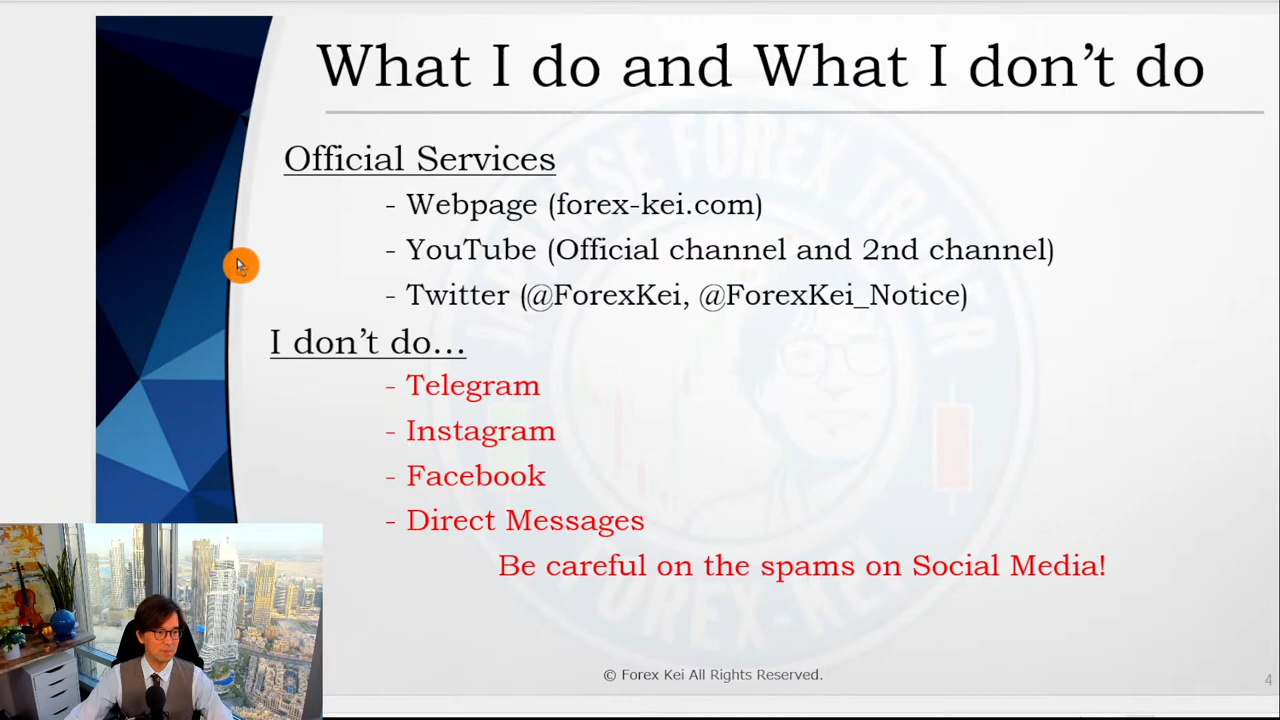 What I do and What I don't do
Official Services
- Webpage (forex-kei.com)
- YouTube (Official channel and 2nd channel)
- Twitter (@ForexKei, @ForexKei_Notice)
I don't do...
- Telegram
- Instagram
- Facebook
- Direct Messages
Be careful on the spams on Social Media!
© Forex Kei All Rights Reserved.
4